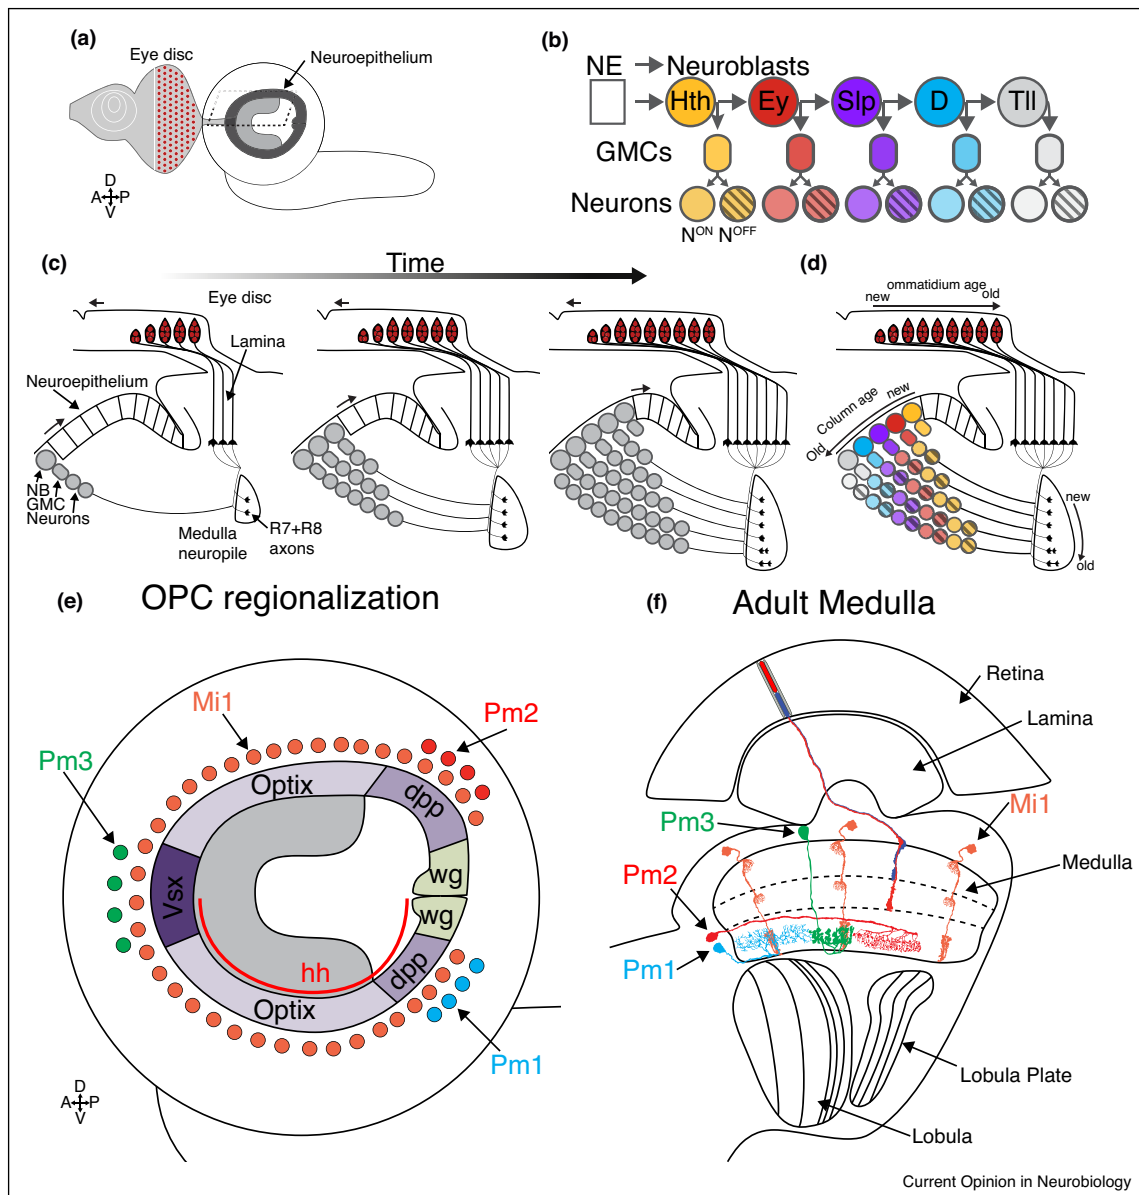 (a)
Eye disc
Neuroepithelium
D
A P
V
(b)
NE Neuroblasts
Hth Ey Slp D Tll
GMCs
Neurons
N^ON N^OFF
(c)
Time
Eye disc
Lamina
Neuroepithelium
NB
GMC
Neurons
Medulla
neuropile
R7+R8
axons
(d)
ommatidium age
new old
Column age
new
Old
new
old
(e) OPC regionalization
Mi1
Pm2
Pm3
Optix
dpp
Vsx
wg
wg
hh
dpp
Optix
Pm1
D
A P
V
(f) Adult Medulla
Retina
Lamina
Mi1
Pm3
Medulla
Pm2
Pm1
Lobula Plate
Lobula
Current Opinion in Neurobiology